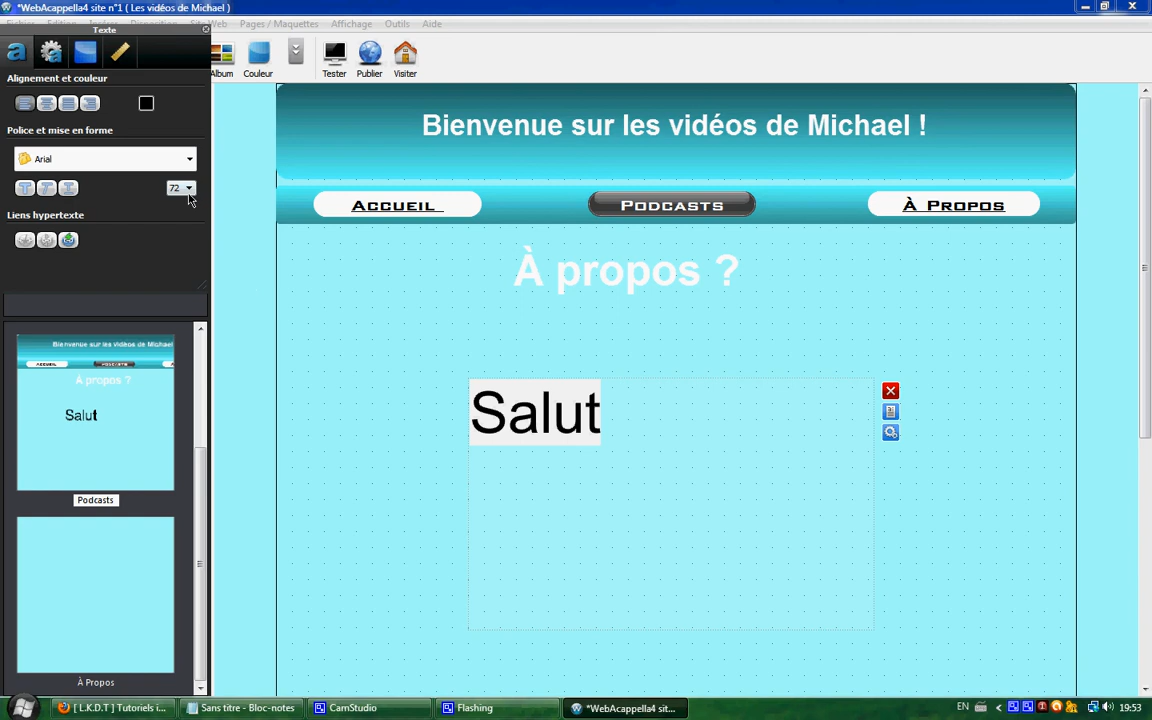 *WebAcappella4 site n°1 ( Les vidéos de Michael )
Pages / Maquettes Affichage Outils Aide
Texte
Alignement et couleur
Police et mise en forme
Arial
72
Liens hypertexte
Album Couleur Tester Publier Visiter
Bienvenue sur les vidéos de Michael !
Accueil Podcasts À Propos
À propos ?
Salut
Bienvenue sur les vidéos de Michael
Accueil Podcasts A
À propos ?
Salut
Podcasts
À Propos
[ L.K.D.T ] Tutoriels i... Sans titre - Bloc-notes CamStudio Flashing *WebAcappella4 sit... EN 19:53